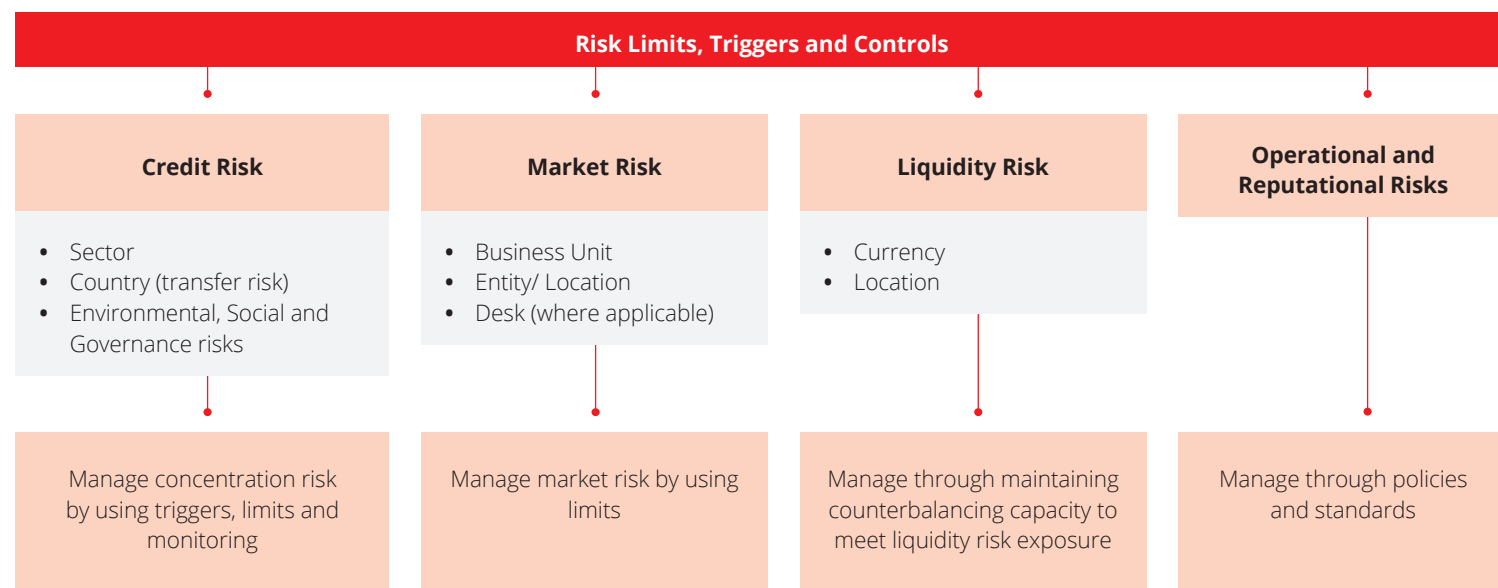 Risk Limits, Triggers and Controls
Credit Risk
• Sector
• Country (transfer risk)
• Environmental, Social and
Governance risks
Manage concentration risk
by using triggers, limits and
monitoring
Market Risk
• Business Unit
• Entity/ Location
• Desk (where applicable)
Manage market risk by using
limits
Liquidity Risk
• Currency
• Location
Manage through maintaining
counterbalancing capacity to
meet liquidity risk exposure
Operational and
Reputational Risks
Manage through policies
and standards